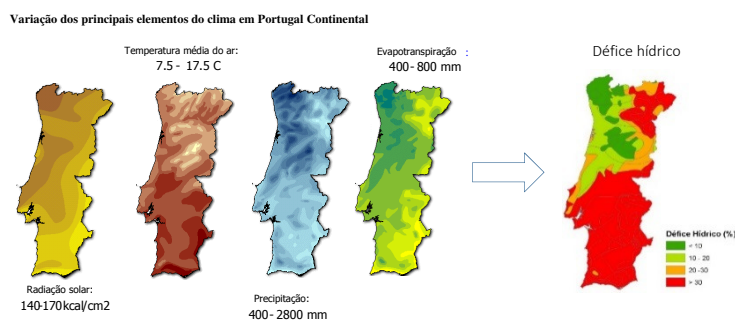 Variação dos principais elementos do clima em Portugal Continental
Temperatura média do ar:
7.5 - 17.5 C
Evapotranspiração :
400- 800 mm
Défice hídrico
Radiação solar:
140-170kcal/cm2
Precipitação:
400- 2800 mm
Défice Hídrico (%)
< 10
10 - 20
20 -30
> 30